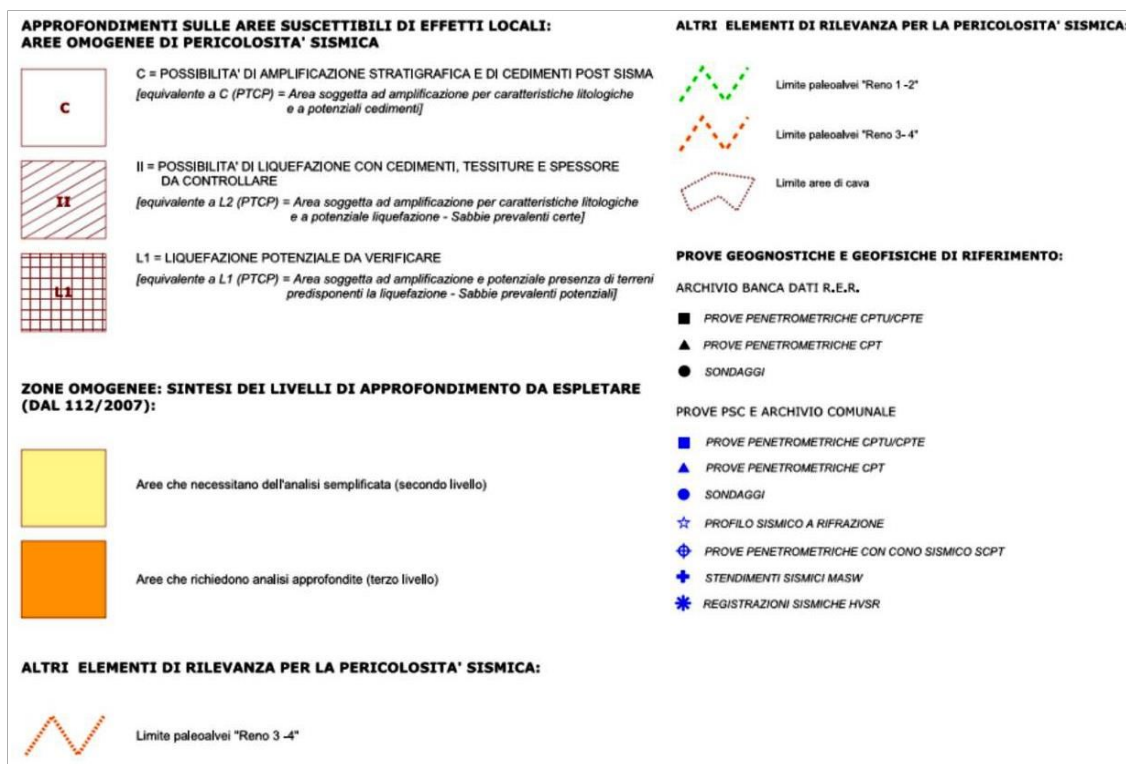 APPROFONDIMENTI SULLE AREE SUSCETTIBILI DI EFFETTI LOCALI:
AREE OMOGENEE DI PERICOLOSITA' SISMICA
C
C = POSSIBILITA' DI AMPLIFICAZIONE STRATIGRAFICA E DI CEDIMENTI POST SISMA
[equivalente a C (PTCP) = Area soggetta ad amplificazione per caratteristiche litologiche
e a potenziali cedimenti]
II
II = POSSIBILITA' DI LIQUEFAZIONE CON CEDIMENTI, TESSITURE E SPESSORE
DA CONTROLLARE
[equivalente a L2 (PTCP) = Area soggetta ad amplificazione per caratteristiche litologiche
e a potenziale liquefazione - Sabbie prevalenti certe]
L1
L1 = LIQUEFAZIONE POTENZIALE DA VERIFICARE
[equivalente a L1 (PTCP) = Area soggetta ad amplificazione e potenziale presenza di terreni
predisponenti la liquefazione - Sabbie prevalenti potenziali]
ZONE OMOGENEE: SINTESI DEI LIVELLI DI APPROFONDIMENTO DA ESPLETARE
(DAL 112/2007):
Aree che necessitano dell'analisi semplificata (secondo livello)
Aree che richiedono analisi approfondite (terzo livello)
ALTRI ELEMENTI DI RILEVANZA PER LA PERICOLOSITA' SISMICA:
Limite paleoalvei "Reno 3 -4"
ALTRI ELEMENTI DI RILEVANZA PER LA PERICOLOSITA' SISMICA:
Limite paleoalvei "Reno 1 -2"
Limite paleoalvei "Reno 3- 4"
Limite aree di cava
PROVE GEOGNOSTICHE E GEOFISICHE DI RIFERIMENTO:
ARCHIVIO BANCA DATI R.E.R.
PROVE PENETROMETRICHE CPTU/CPTE
PROVE PENETROMETRICHE CPT
SONDAGGI
PROVE PSC E ARCHIVIO COMUNALE
PROVE PENETROMETRICHE CPTU/CPTE
PROVE PENETROMETRICHE CPT
SONDAGGI
PROFILO SISMICO A RIFRAZIONE
PROVE PENETROMETRICHE CON CONO SISMICO SCPT
STENDIMENTI SISMICI MASW
REGISTRAZIONI SISMICHE HVSR